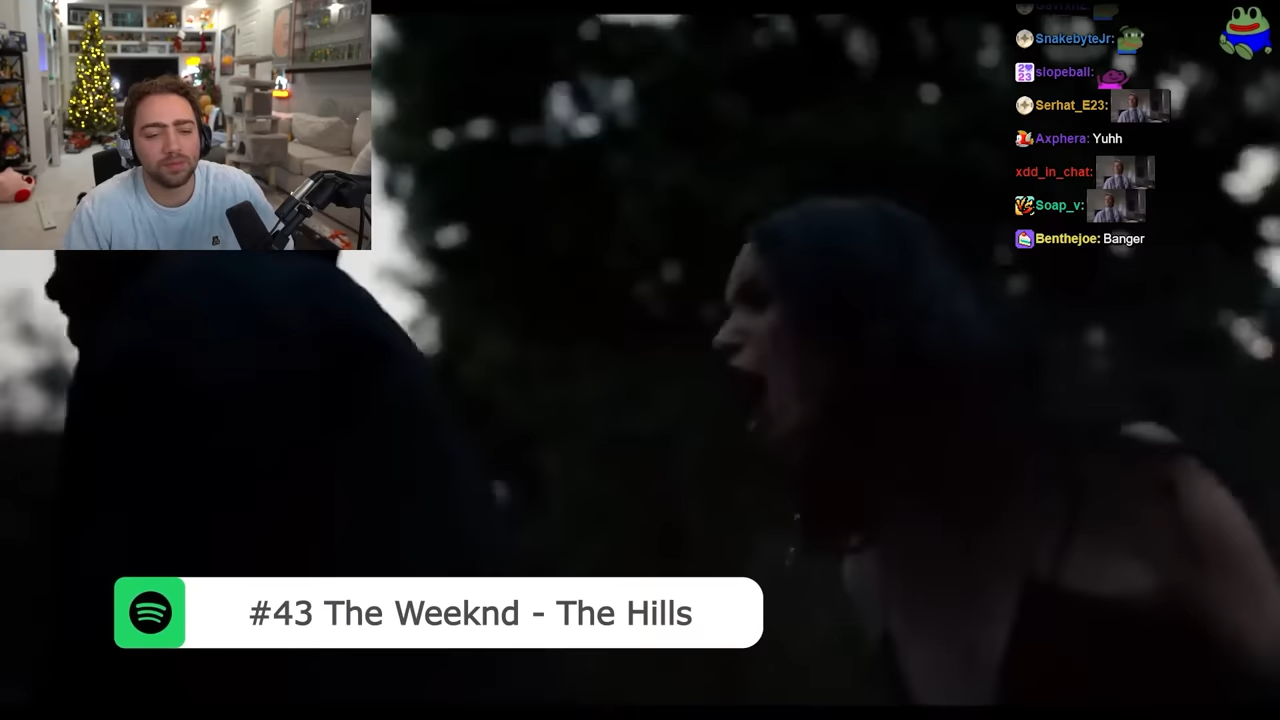 SnakebyteJr:
slopeball:
Serhat_E23:
Axphera: Yuhh
xdd_in_chat:
Soap_v:
Benthejoe: Banger
#43 The Weeknd - The Hills